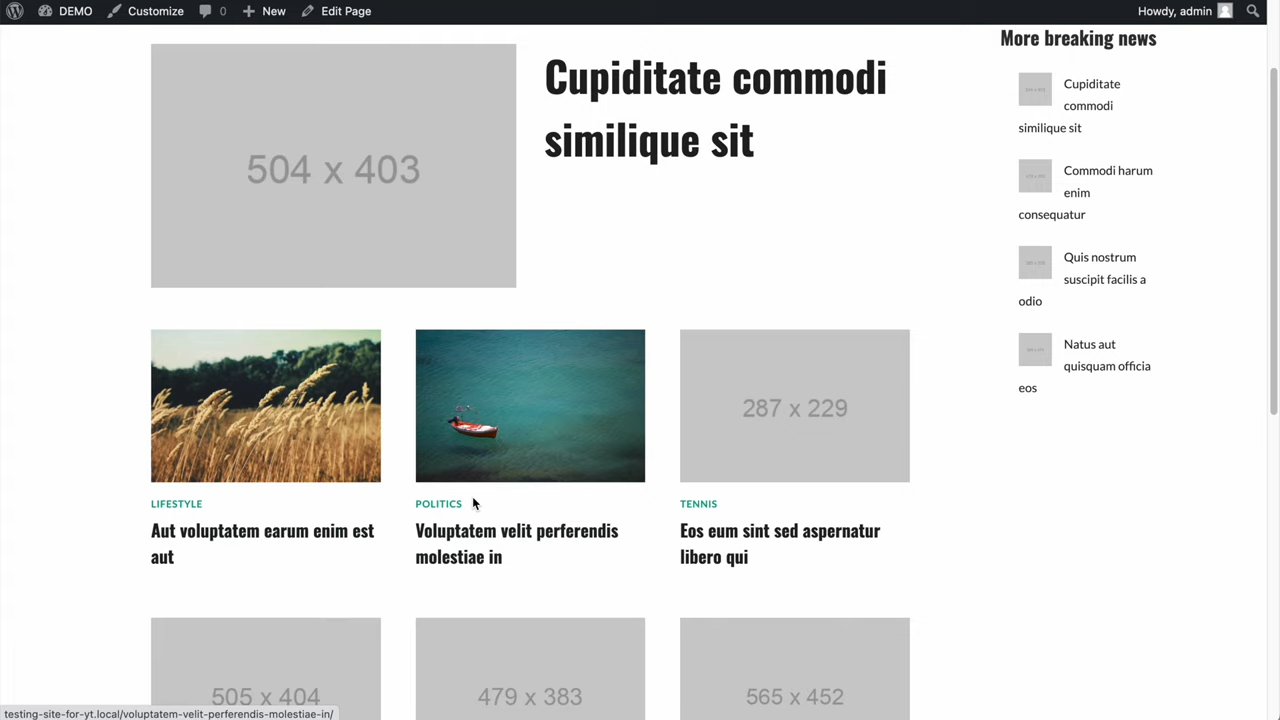 DEMO
Customize
0
New
Edit Page
Howdy, admin
504 x 403
Cupiditate commodi
similique sit
More breaking news
Cupiditate
commodi
similique sit
Commodi harum
enim
consequatur
Quis nostrum
suscipit facilis a
odio
Natus aut
quisquam officia
eos
287 x 229
LIFESTYLE
Aut voluptatem earum enim est
aut
POLITICS
Voluptatem velit perferendis
molestiae in
TENNIS
Eos eum sint sed aspernatur
libero qui
505 x 404
479 x 383
565 x 452
testing-site-for-yt.local/voluptatem-velit-perferendis-molestiae-in/